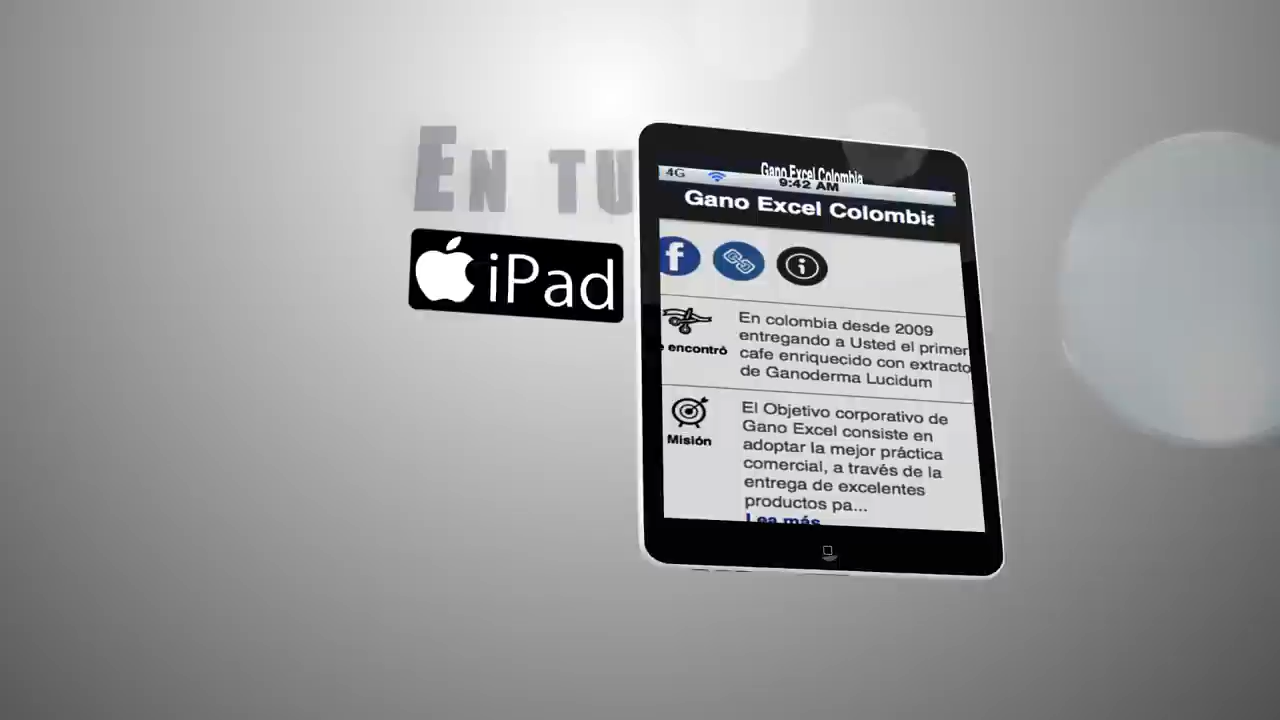 EN TU
iPad
4G
Gano Excel Colombia
9:42 AM
Gano Excel Colombia
encontró
En colombia desde 2009
entregando a Usted el primer
cafe enriquecido con extracto
de Ganoderma Lucidum
Misión
El Objetivo corporativo de
Gano Excel consiste en
adoptar la mejor práctica
comercial, a través de la
entrega de excelentes
productos pa...
Lea más